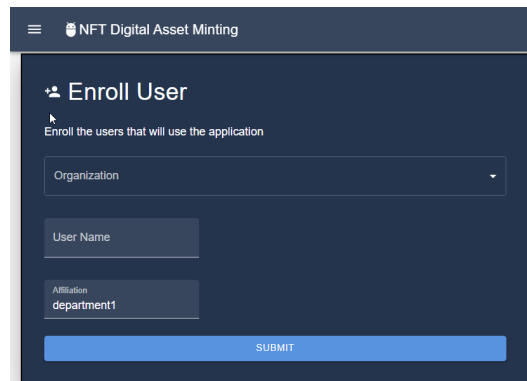 NFT Digital Asset Minting
Enroll User
Enroll the users that will use the application
Organization
User Name
Affiliation
department1
SUBMIT